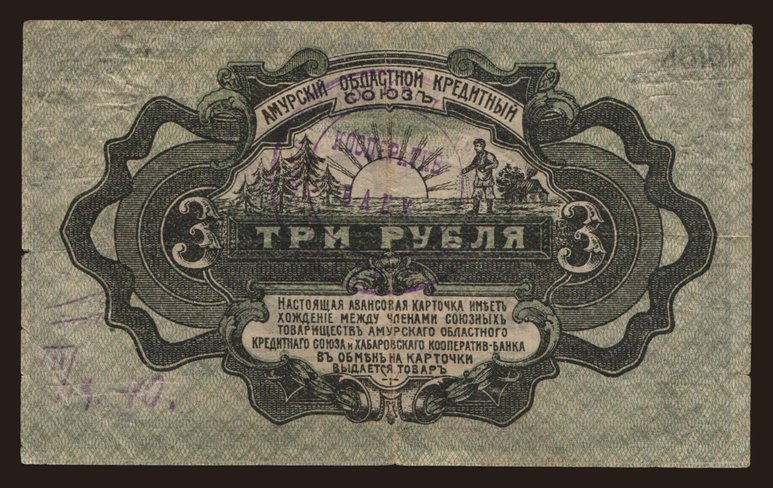 АМУРСКІЙ ОБЛАСТНОЙ КРЕДИТНЫЙ
СОЮЗЪ
3 ТРИ РУБЛЯ 3
НАСТОЯЩАЯ АВАНСОВАЯ КАРТОЧКА ИМѢЕТЪ
ХОЖДЕНІЕ МЕЖДУ ЧЛЕНАМИ СОЮЗНЫХЪ
ТОВАРИЩЕСТВЪ АМУРСКАГО ОБЛАСТНОГО
КРЕДИТНАГО СОЮЗА И ХАБАРОВСКАГО КООПЕРАТИВ-БАНКА
ВЪ ОБМѢНЪ НА КАРТОЧКИ
ВЫДАЕТСЯ ТОВАРЪ